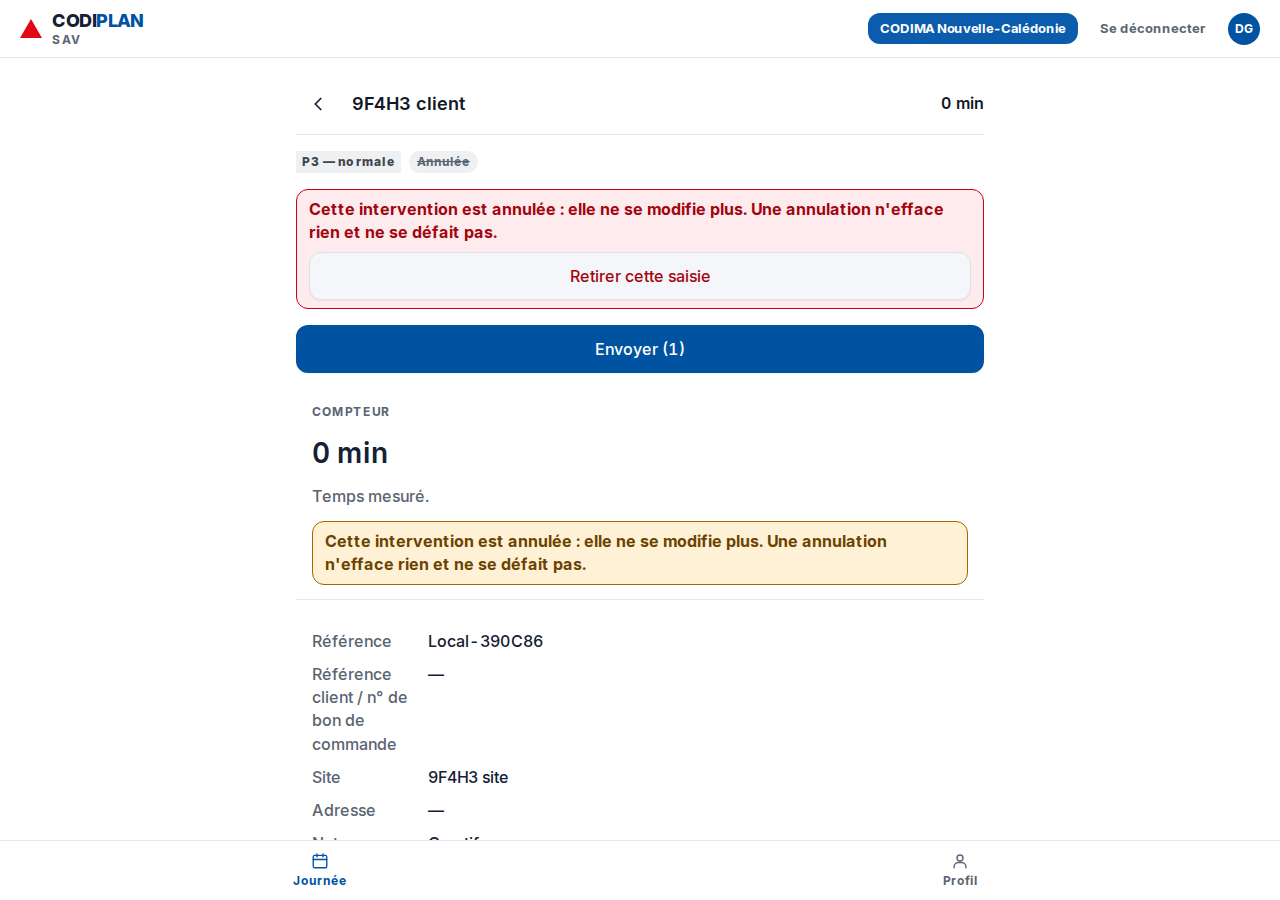 CODIPLAN
SAV
CODIMA Nouvelle-Calédonie
Se déconnecter
DG
9F4H3 client
0 min
P3 — normale
Annulée
Cette intervention est annulée : elle ne se modifie plus. Une annulation n'efface
rien et ne se défait pas.
Retirer cette saisie
Envoyer (1)
COMPTEUR
0 min
Temps mesuré.
Cette intervention est annulée : elle ne se modifie plus. Une annulation
n'efface rien et ne se défait pas.
Référence
Local-390C86
Référence
client / n° de
bon de
commande
—
Site
9F4H3 site
Adresse
—
Journée
Profil